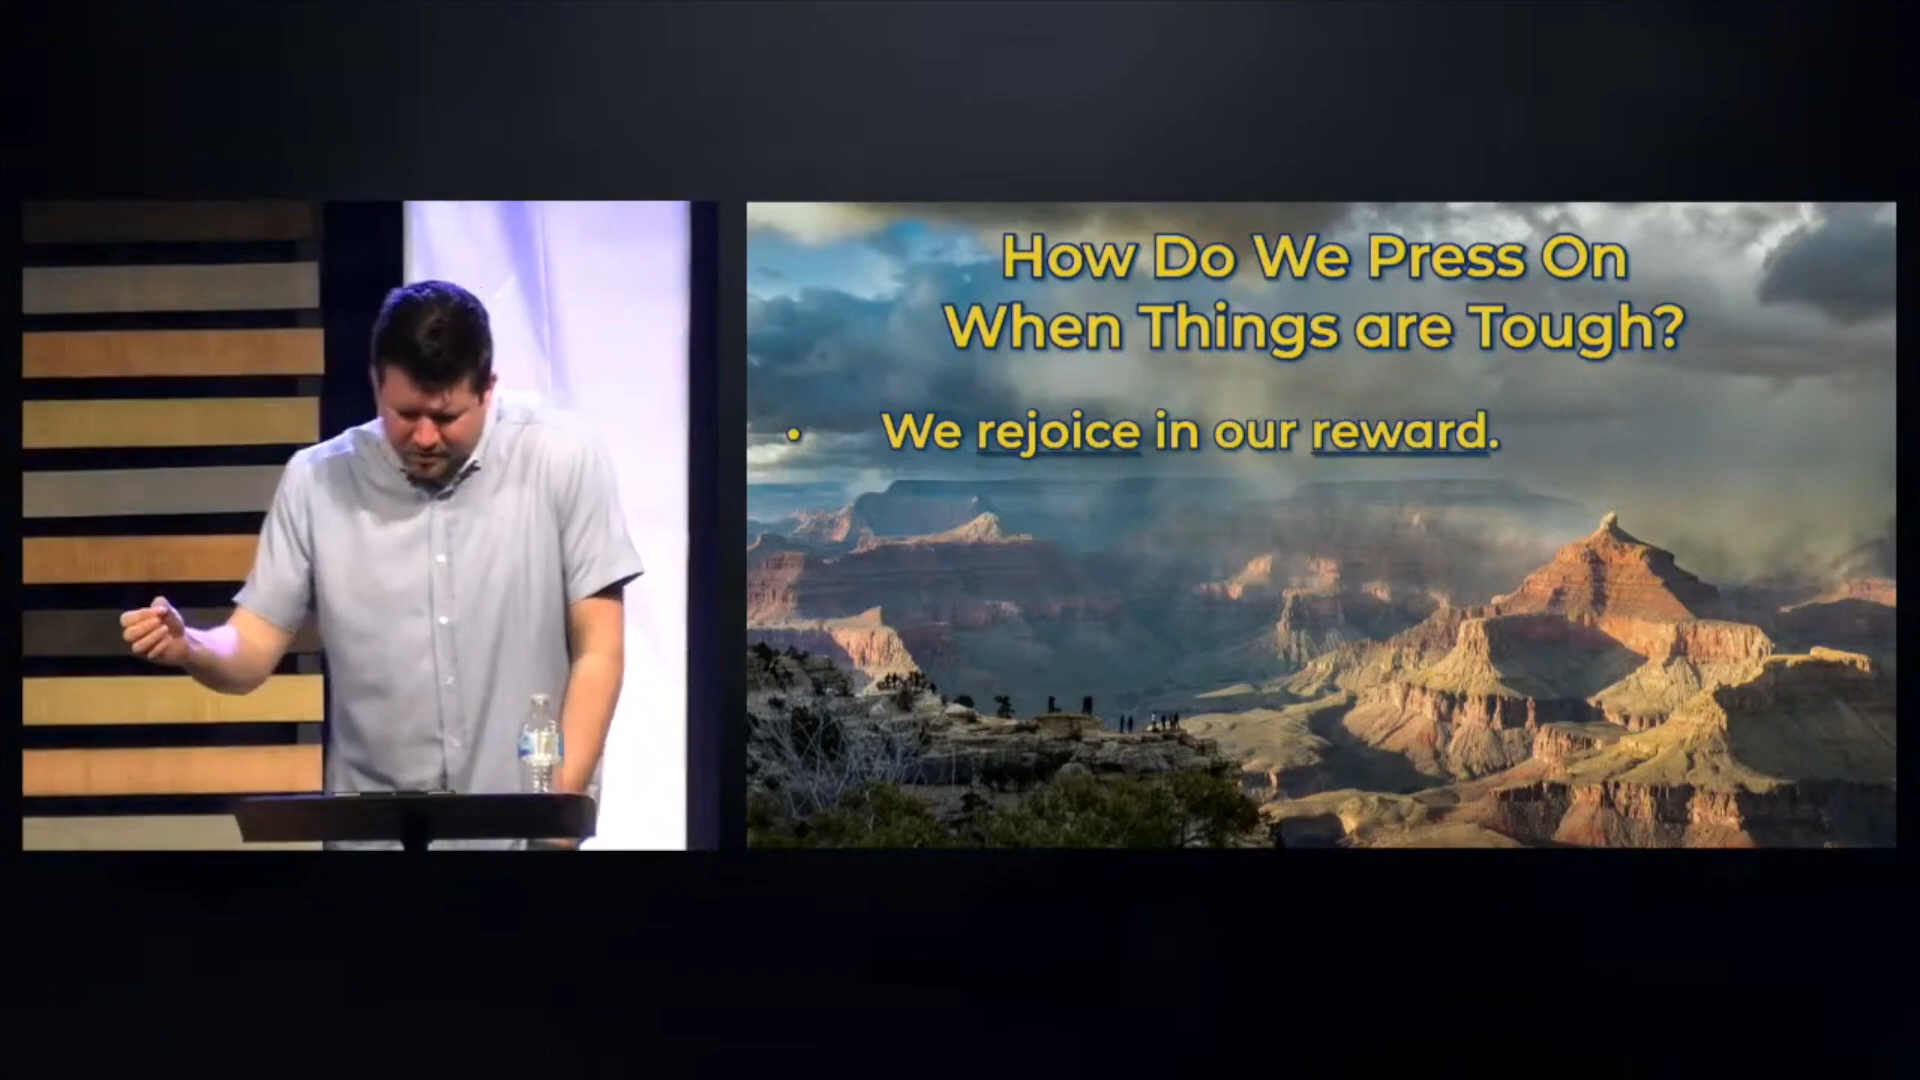 How Do We Press On
When Things are Tough?
• We rejoice in our reward.